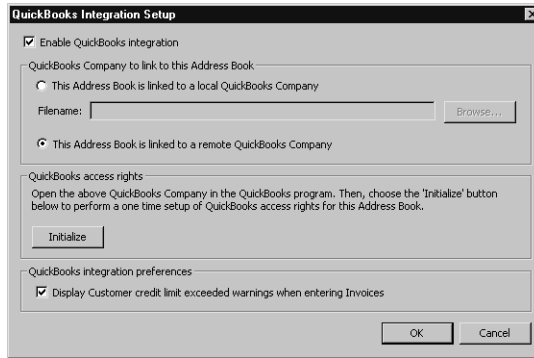 QuickBooks Integration Setup
Enable QuickBooks integration
QuickBooks Company to link to this Address Book
This Address Book is linked to a local QuickBooks Company
Filename:
Browse...
This Address Book is linked to a remote QuickBooks Company
QuickBooks access rights
Open the above QuickBooks Company in the QuickBooks program. Then, choose the 'Initialize' button
below to perform a one time setup of QuickBooks access rights for this Address Book.
Initialize
QuickBooks integration preferences
Display Customer credit limit exceeded warnings when entering Invoices
OK
Cancel